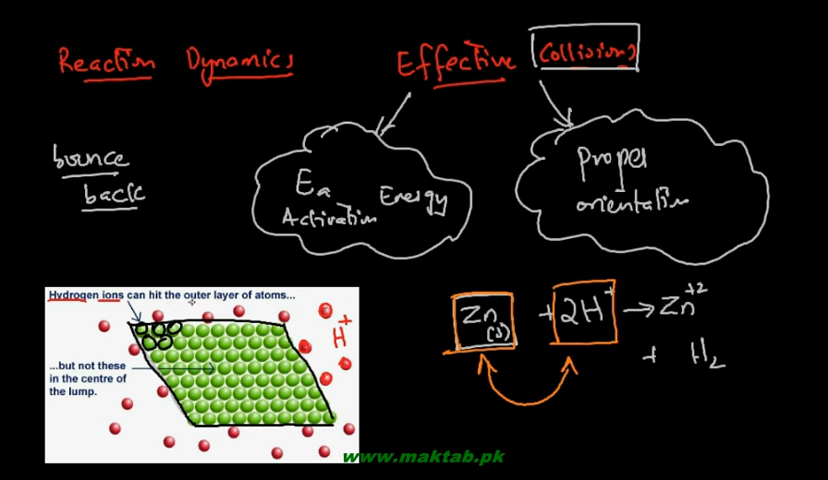 Reaction Dynamics
Effective Collisions
bounce
back
Ea
Activation Energy
Proper
orientation
Hydrogen ions can hit the outer layer of atoms...
H+
...but not these
in the centre of
the lump.
Zn(s) + 2H+ → Zn+2
+ H2
www.maktab.pk